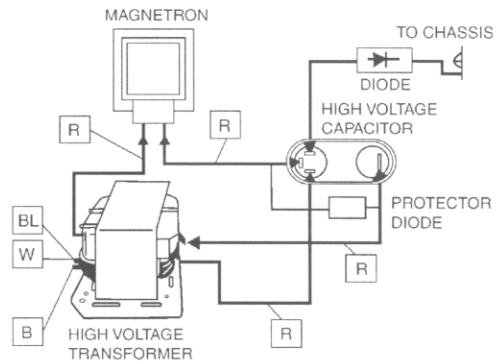 MAGNETRON
TO CHASSIS
DIODE
HIGH VOLTAGE
CAPACITOR
R
R
PROTECTOR
DIODE
BL
W
R
B
R
HIGH VOLTAGE
TRANSFORMER